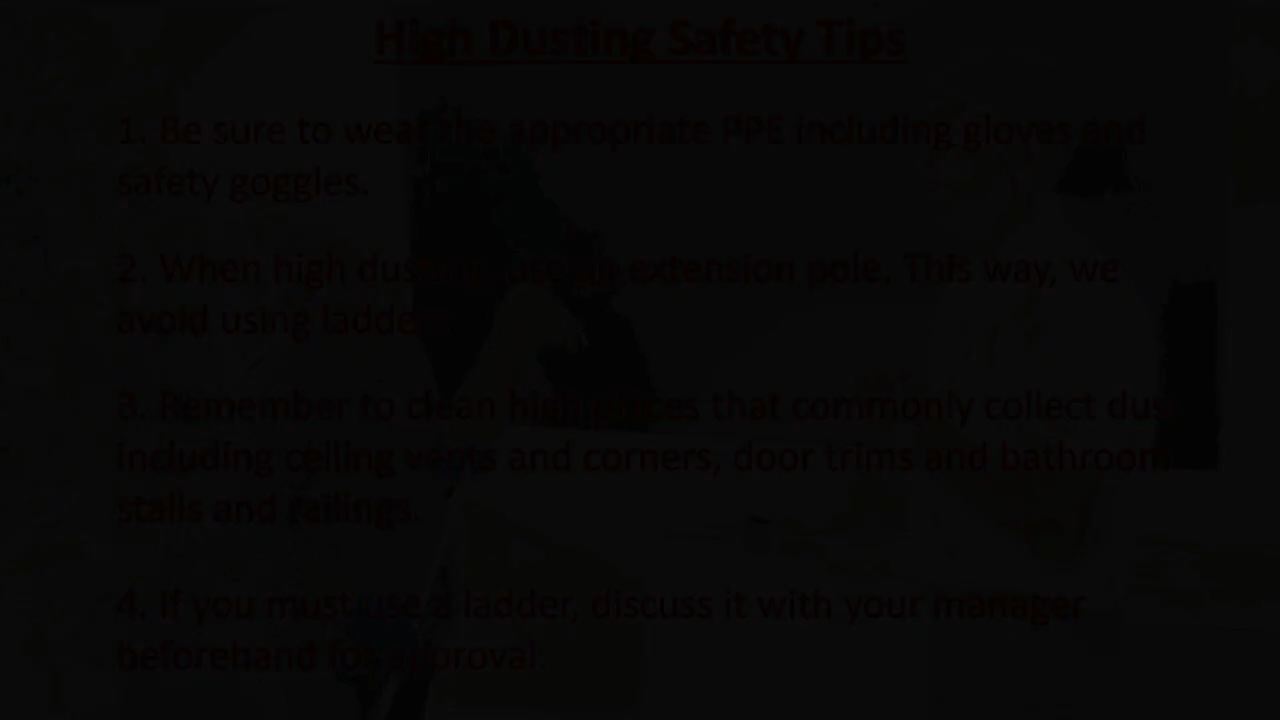 High Dusting Safety Tips
1. Be sure to wear the appropriate PPE including gloves and
safety goggles.
2. When high dusting, use an extension pole. This way, we
avoid using ladders.
3. Remember to clean high places that commonly collect dust
including ceiling vents and corners, door trims and bathroom
stalls and railings.
4. If you must use a ladder, discuss it with your manager
beforehand for approval.